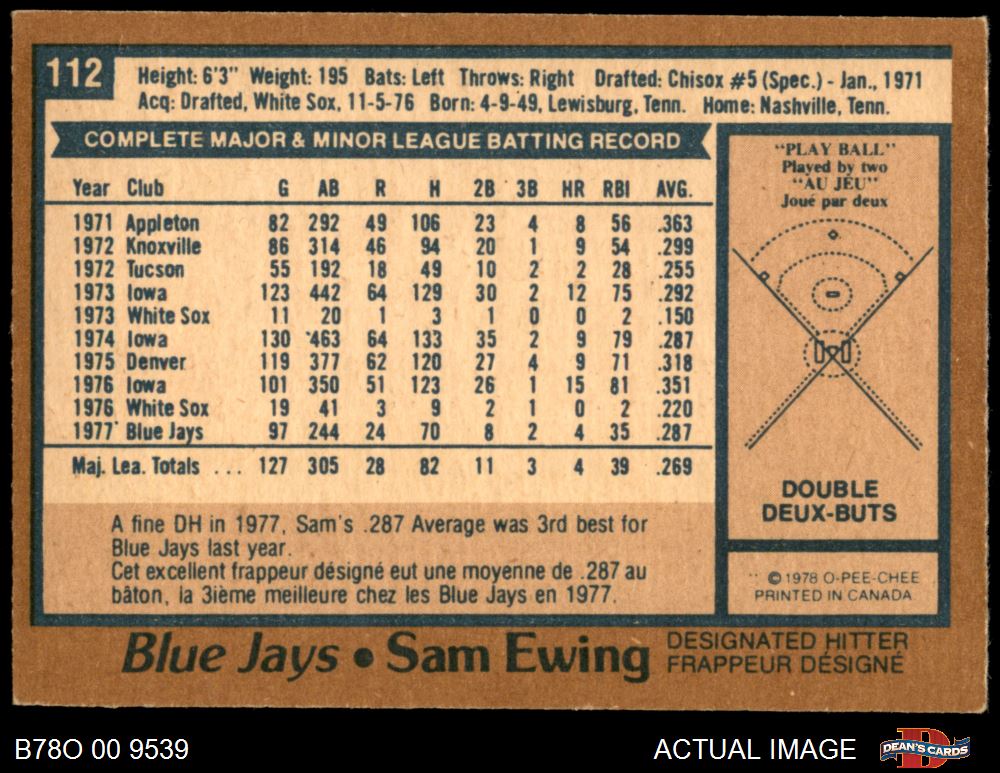 112
Height: 6'3" Weight: 195 Bats: Left Throws: Right Drafted: Chisox #5 (Spec.) - Jan., 1971
Acq: Drafted, White Sox, 11-5-76 Born: 4-9-49, Lewisburg, Tenn. Home: Nashville, Tenn.
COMPLETE MAJOR & MINOR LEAGUE BATTING RECORD
Year Club G AB R H 2B 3B HR RBI AVG.
1971 Appleton 82 292 49 106 23 4 8 56 .363
1972 Knoxville 86 314 46 94 20 1 9 54 .299
1972 Tucson 55 192 18 49 10 2 2 28 .255
1973 Iowa 123 442 64 129 30 2 12 75 .292
1973 White Sox 11 20 1 3 1 0 0 2 .150
1974 Iowa 130 463 64 133 35 2 9 79 .287
1975 Denver 119 377 62 120 27 4 9 71 .318
1976 Iowa 101 350 51 123 26 1 15 81 .351
1976 White Sox 19 41 3 9 2 1 0 2 .220
1977 Blue Jays 97 244 24 70 8 2 4 35 .287
Maj. Lea. Totals ... 127 305 28 82 11 3 4 39 .269
A fine DH in 1977, Sam's .287 Average was 3rd best for
Blue Jays last year.
Cet excellent frappeur désigné eut une moyenne de .287 au
bâton, la 3ième meilleure chez les Blue Jays en 1977.
"PLAY BALL"
Played by two
"AU JEU"
Joué par deux
DOUBLE
DEUX-BUTS
© 1978 O-PEE-CHEE
PRINTED IN CANADA
Blue Jays • Sam Ewing
DESIGNATED HITTER
FRAPPEUR DÉSIGNÉ
B78O 00 9539
ACTUAL IMAGE
DEAN'S CARDS